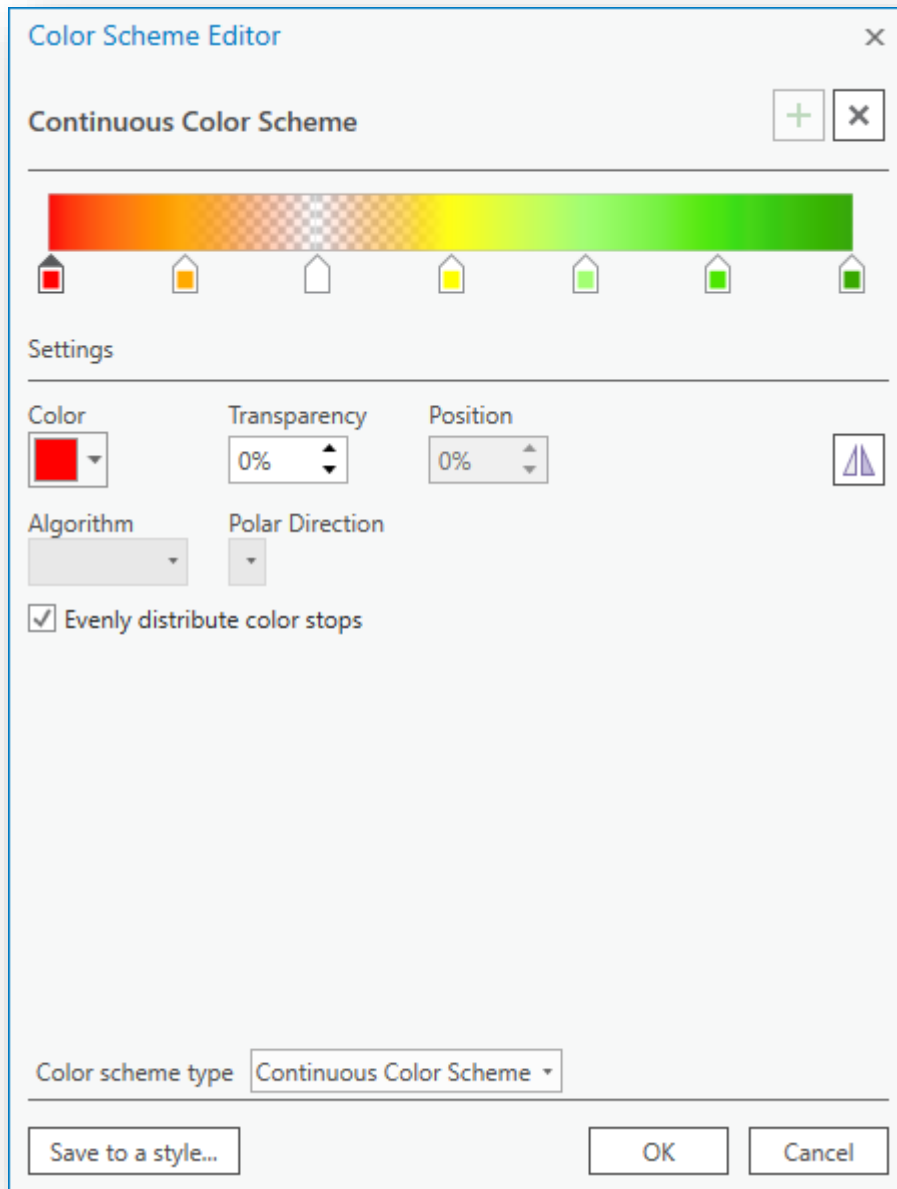 Color Scheme Editor
Continuous Color Scheme
Settings
Color Transparency Position
0% 0%
Algorithm Polar Direction
Evenly distribute color stops
Color scheme type Continuous Color Scheme
Save to a style... OK Cancel